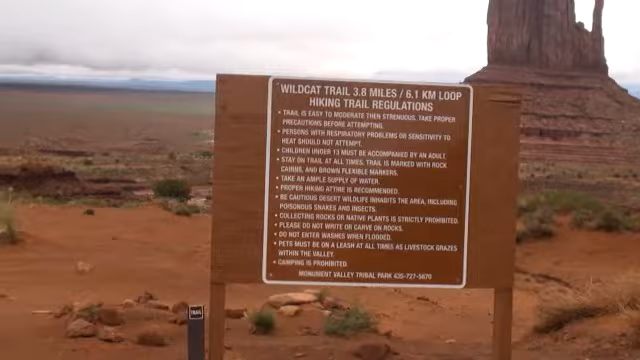 WILDCAT TRAIL 3.8 MILES / 6.1 KM LOOP
HIKING TRAIL REGULATIONS
• TRAIL IS EASY TO MODERATE THEN STRENUOUS. TAKE PROPER
PRECAUTIONS BEFORE ATTEMPTING.
• PERSONS WITH RESPIRATORY PROBLEMS OR SENSITIVITY TO
HEAT SHOULD NOT ATTEMPT.
• CHILDREN UNDER 13 MUST BE ACCOMPANIED BY AN ADULT.
• STAY ON TRAIL AT ALL TIMES. TRAIL IS MARKED WITH ROCK
CAIRNS, AND BROWN FLEXIBLE MARKERS.
• TAKE AN AMPLE SUPPLY OF WATER.
• PROPER HIKING ATTIRE IS RECOMMENDED.
• BE CAUTIOUS DESERT WILDLIFE INHABITS THE AREA, INCLUDING
POISONOUS SNAKES AND INSECTS.
• COLLECTING ROCKS OR NATIVE PLANTS IS STRICTLY PROHIBITED.
• PLEASE DO NOT WRITE OR CARVE ON ROCKS.
• DO NOT ENTER WASHES WHEN FLOODED.
• PETS MUST BE ON A LEASH AT ALL TIMES AS LIVESTOCK GRAZES
WITHIN THE VALLEY.
• CAMPING IS PROHIBITED.
MONUMENT VALLEY TRIBAL PARK 435-727-5870
TRAIL